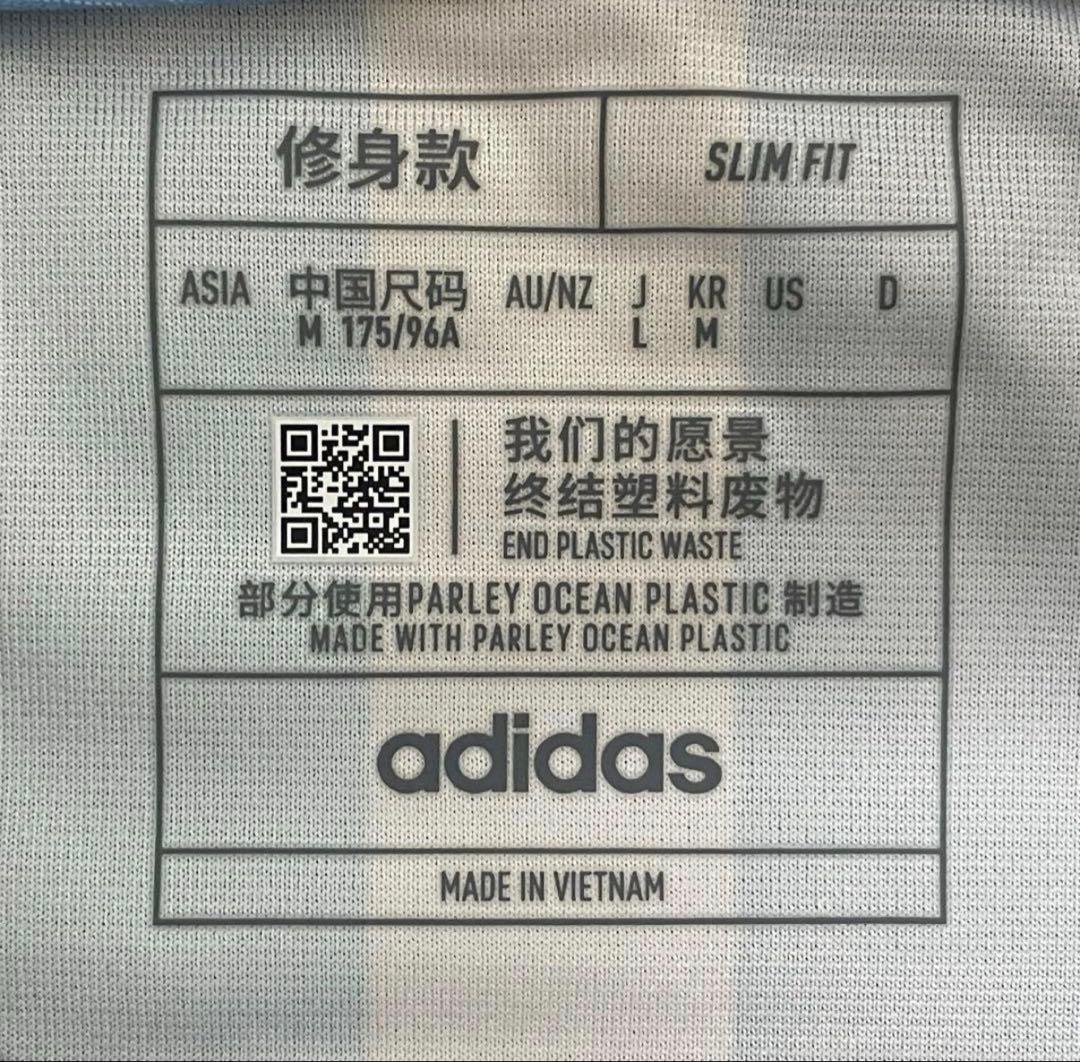 修身款 SLIM FIT
ASIA 中国尺码 AU/NZ J KR US D
M 175/96A L M
我们的愿景
终结塑料废物
END PLASTIC WASTE
部分使用PARLEY OCEAN PLASTIC 制造
MADE WITH PARLEY OCEAN PLASTIC
adidas
MADE IN VIETNAM